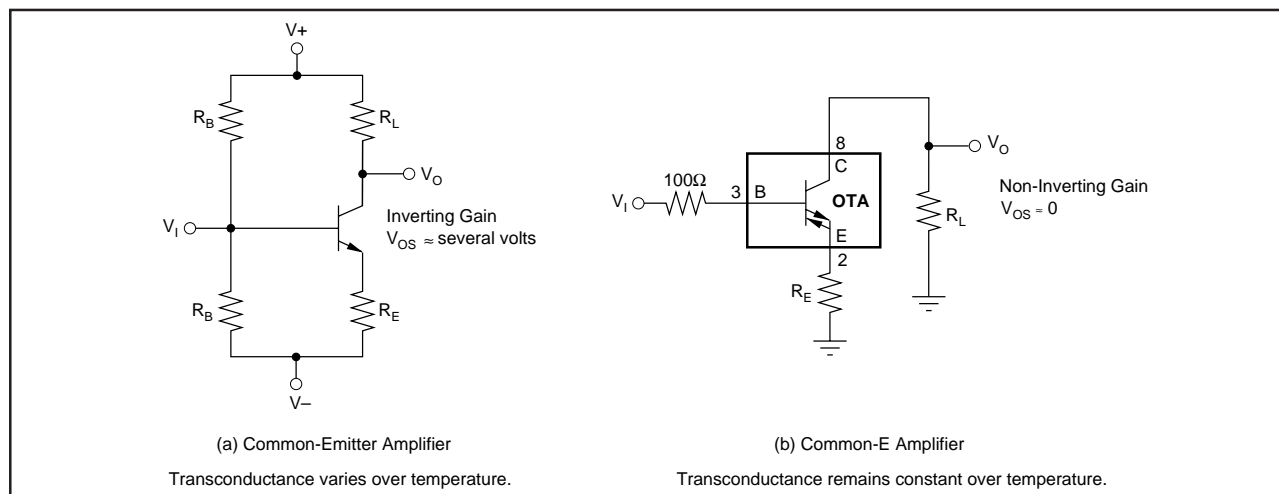 V+
R_B
R_L
V_O
V_I
Inverting Gain
V_OS ≈ several volts
R_B
R_E
V–
(a) Common-Emitter Amplifier
Transconductance varies over temperature.
8
C
V_O
100Ω
3
B
OTA
V_I
Non-Inverting Gain
V_OS ≈ 0
R_L
E
2
R_E
(b) Common-E Amplifier
Transconductance remains constant over temperature.